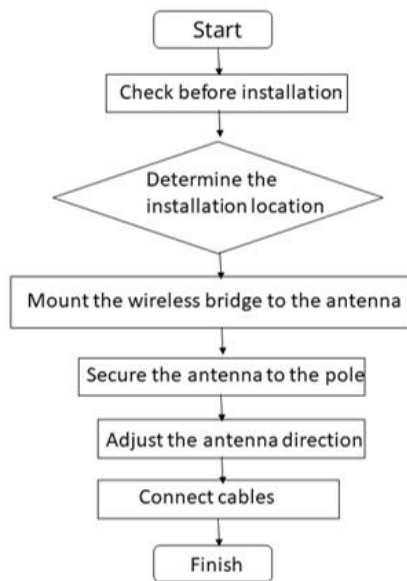 Start
Check before installation
Determine the
installation location
Mount the wireless bridge to the antenna
Secure the antenna to the pole
Adjust the antenna direction
Connect cables
Finish